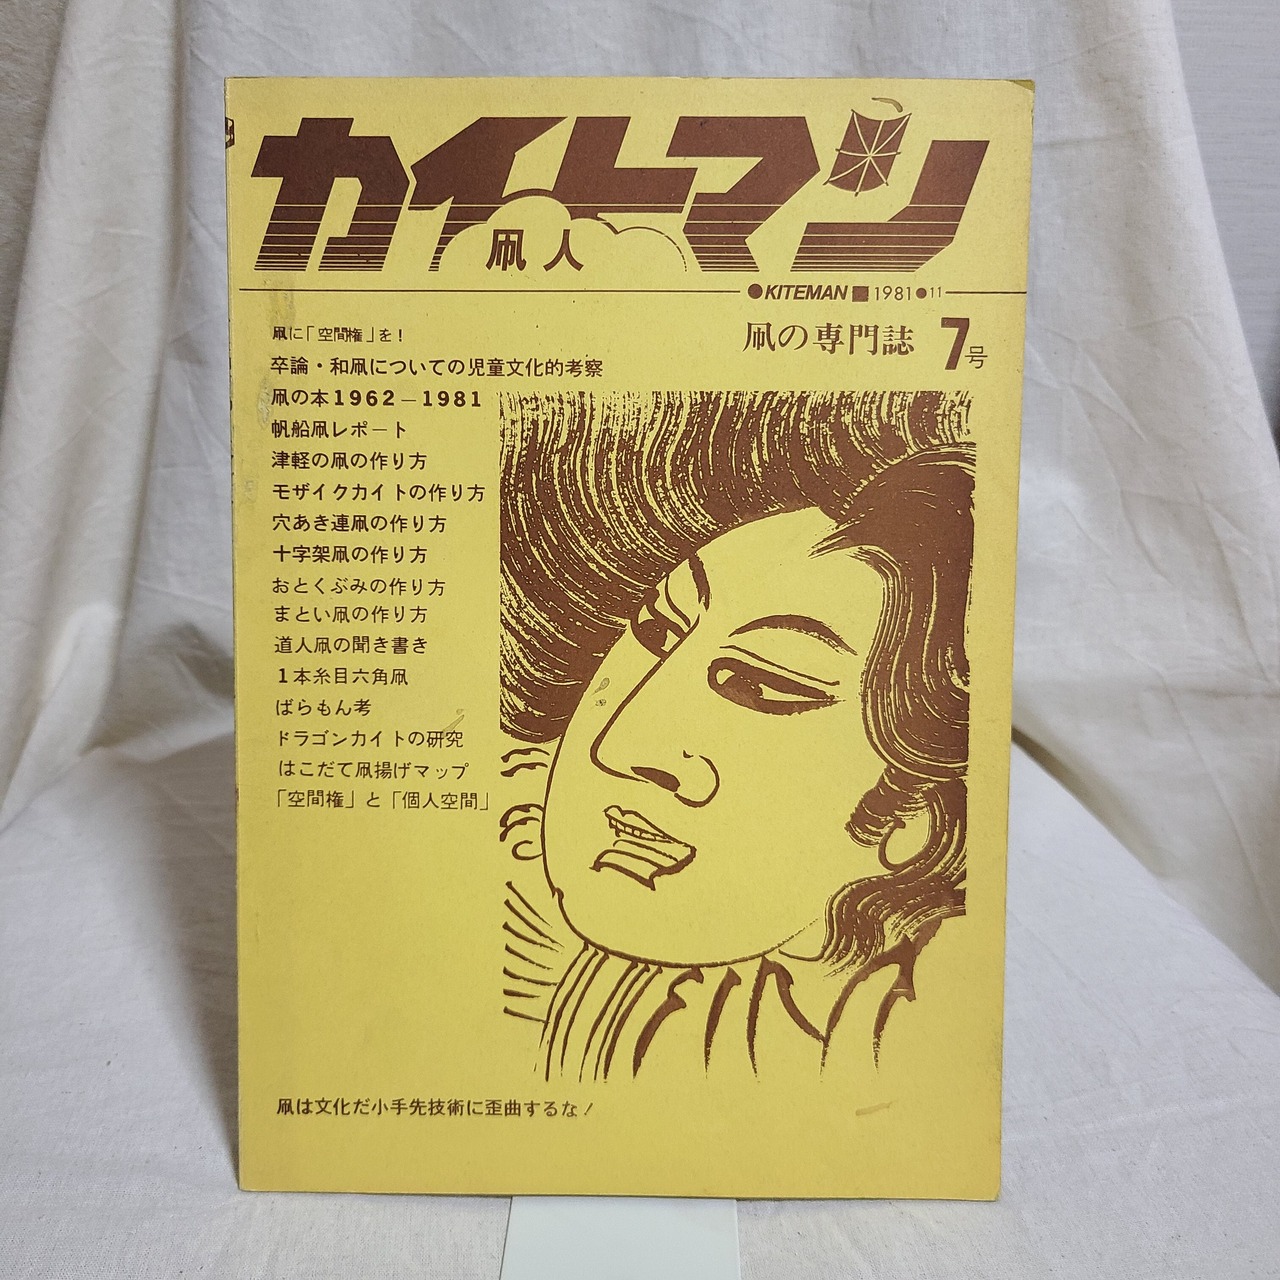 カイトマン
凧人
●KITEMAN■1981●11
凧の専門誌 7号
凧に「空間権」を！
卒論・和凧についての児童文化的考察
凧の本1962－1981
帆船凧レポート
津軽の凧の作り方
モザイクカイトの作り方
穴あき連凧の作り方
十字架凧の作り方
おとくぶみの作り方
まとい凧の作り方
道人凧の聞き書き
1本糸目六角凧
ばらもん考
ドラゴンカイトの研究
はこだて凧揚げマップ
「空間権」と「個人空間」
凧は文化だ小手先技術に歪曲するな！